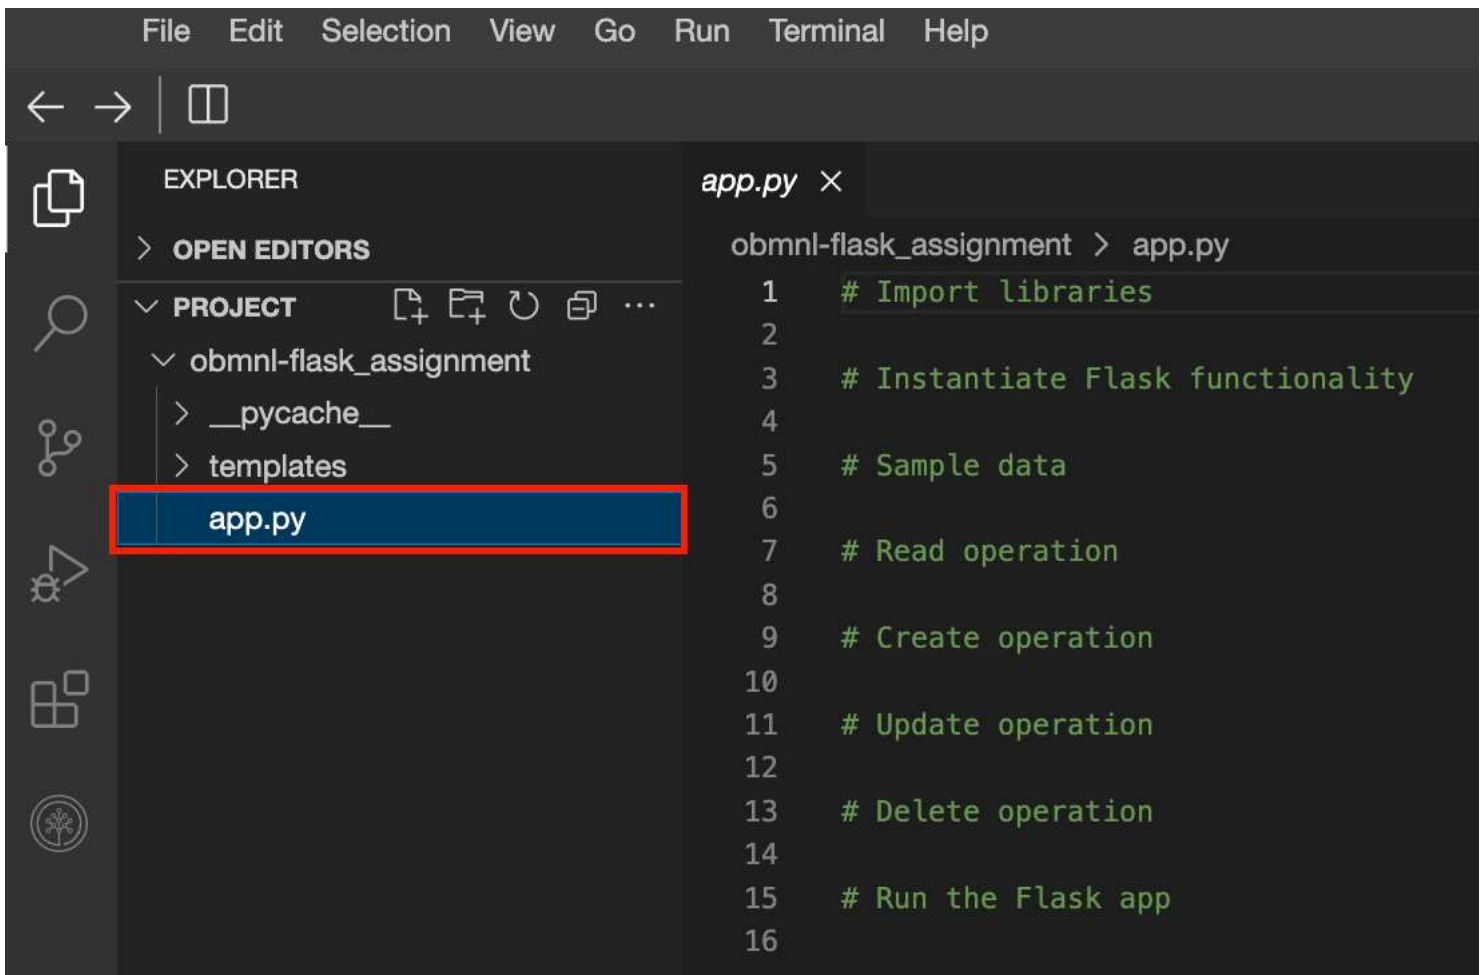 File Edit Selection View Go Run Terminal Help
EXPLORER
OPEN EDITORS
PROJECT
obmnl-flask_assignment
__pycache__
templates
app.py
app.py
obmnl-flask_assignment > app.py
1 # Import libraries
2
3 # Instantiate Flask functionality
4
5 # Sample data
6
7 # Read operation
8
9 # Create operation
10
11 # Update operation
12
13 # Delete operation
14
15 # Run the Flask app
16